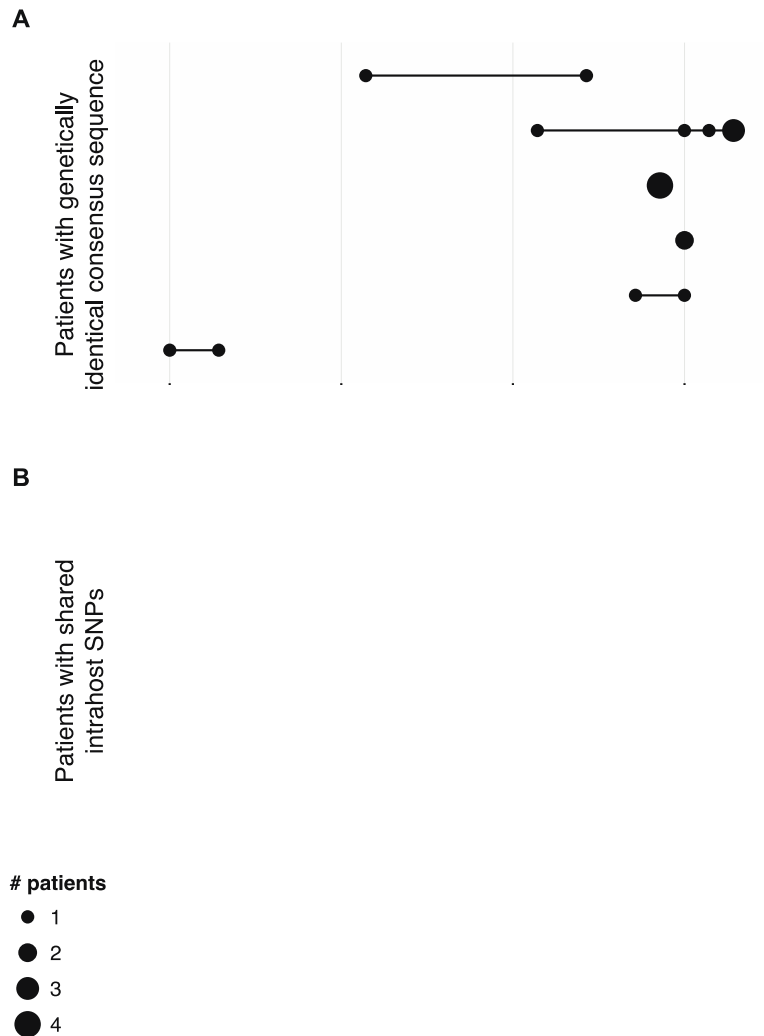 A
Patients with genetically
identical consensus sequence
B
Patients with shared
intrahost SNPs
# patients
1
2
3
4